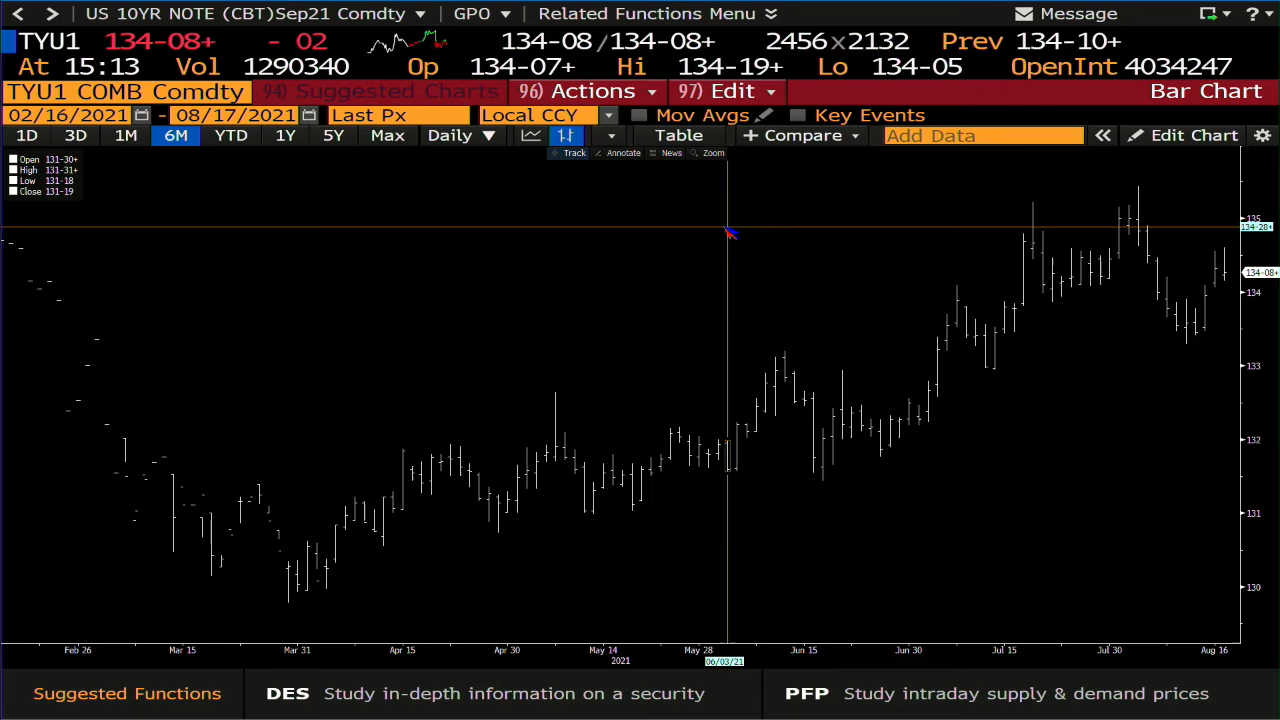 US 10YR NOTE (CBT)Sep21 Comdty GPO Related Functions Menu Message ?
TYU1 134-08+ - 02 134-08/134-08+ 2456x2132 Prev 134-10+
At 15:13 Vol 1290340 Op 134-07+ Hi 134-19+ Lo 134-05 OpenInt 4034247
TYU1 COMB Comdty 94) Suggested Charts 96) Actions 97) Edit Bar Chart
02/16/2021 - 08/17/2021 Last Px Local CCY Mov Avgs Key Events
1D 3D 1M 6M YTD 1Y 5Y Max Daily Table + Compare Add Data « Edit Chart
Track Annotate News Zoom
Open 131-30+
High 131-31+
Low 131-18
Close 131-19
135
134-28+
134-08+
134
133
132
131
130
Feb 26 Mar 15 Mar 31 Apr 15 Apr 30 May 14 May 28 Jun 15 Jun 30 Jul 15 Jul 30 Aug 16
2021 06/03/21
Suggested Functions DES Study in-depth information on a security PFP Study intraday supply & demand prices